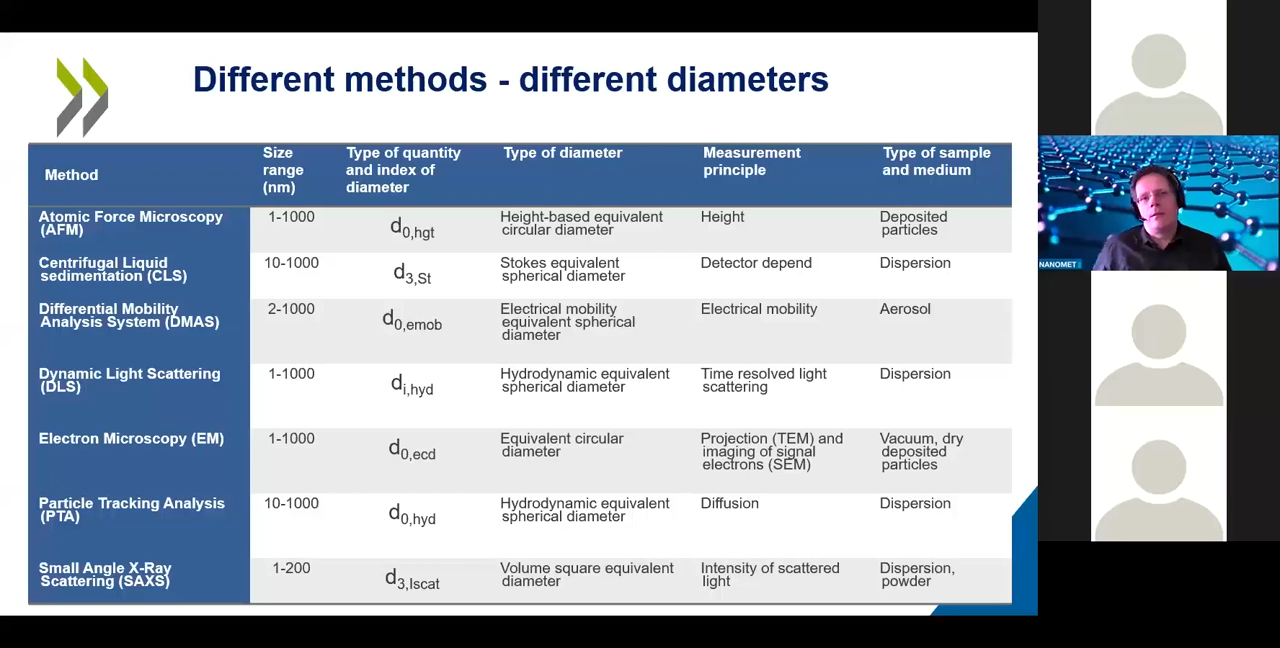 Different methods - different diameters
Method
Size
range
(nm)
Type of quantity
and index of
diameter
Type of diameter
Measurement
principle
Type of sample
and medium
Atomic Force Microscopy
(AFM)
1-1000
d0,hgt
Height-based equivalent
circular diameter
Height
Deposited
particles
Centrifugal Liquid
sedimentation (CLS)
10-1000
d3,St
Stokes equivalent
spherical diameter
Detector depend
Dispersion
Differential Mobility
Analysis System (DMAS)
2-1000
d0,emob
Electrical mobility
equivalent spherical
diameter
Electrical mobility
Aerosol
Dynamic Light Scattering
(DLS)
1-1000
di,hyd
Hydrodynamic equivalent
spherical diameter
Time resolved light
scattering
Dispersion
Electron Microscopy (EM)
1-1000
d0,ecd
Equivalent circular
diameter
Projection (TEM) and
imaging of signal
electrons (SEM)
Vacuum, dry
deposited
particles
Particle Tracking Analysis
(PTA)
10-1000
d0,hyd
Hydrodynamic equivalent
spherical diameter
Diffusion
Dispersion
Small Angle X-Ray
Scattering (SAXS)
1-200
d3,Iscat
Volume square equivalent
diameter
Intensity of scattered
light
Dispersion,
powder
NANOMET